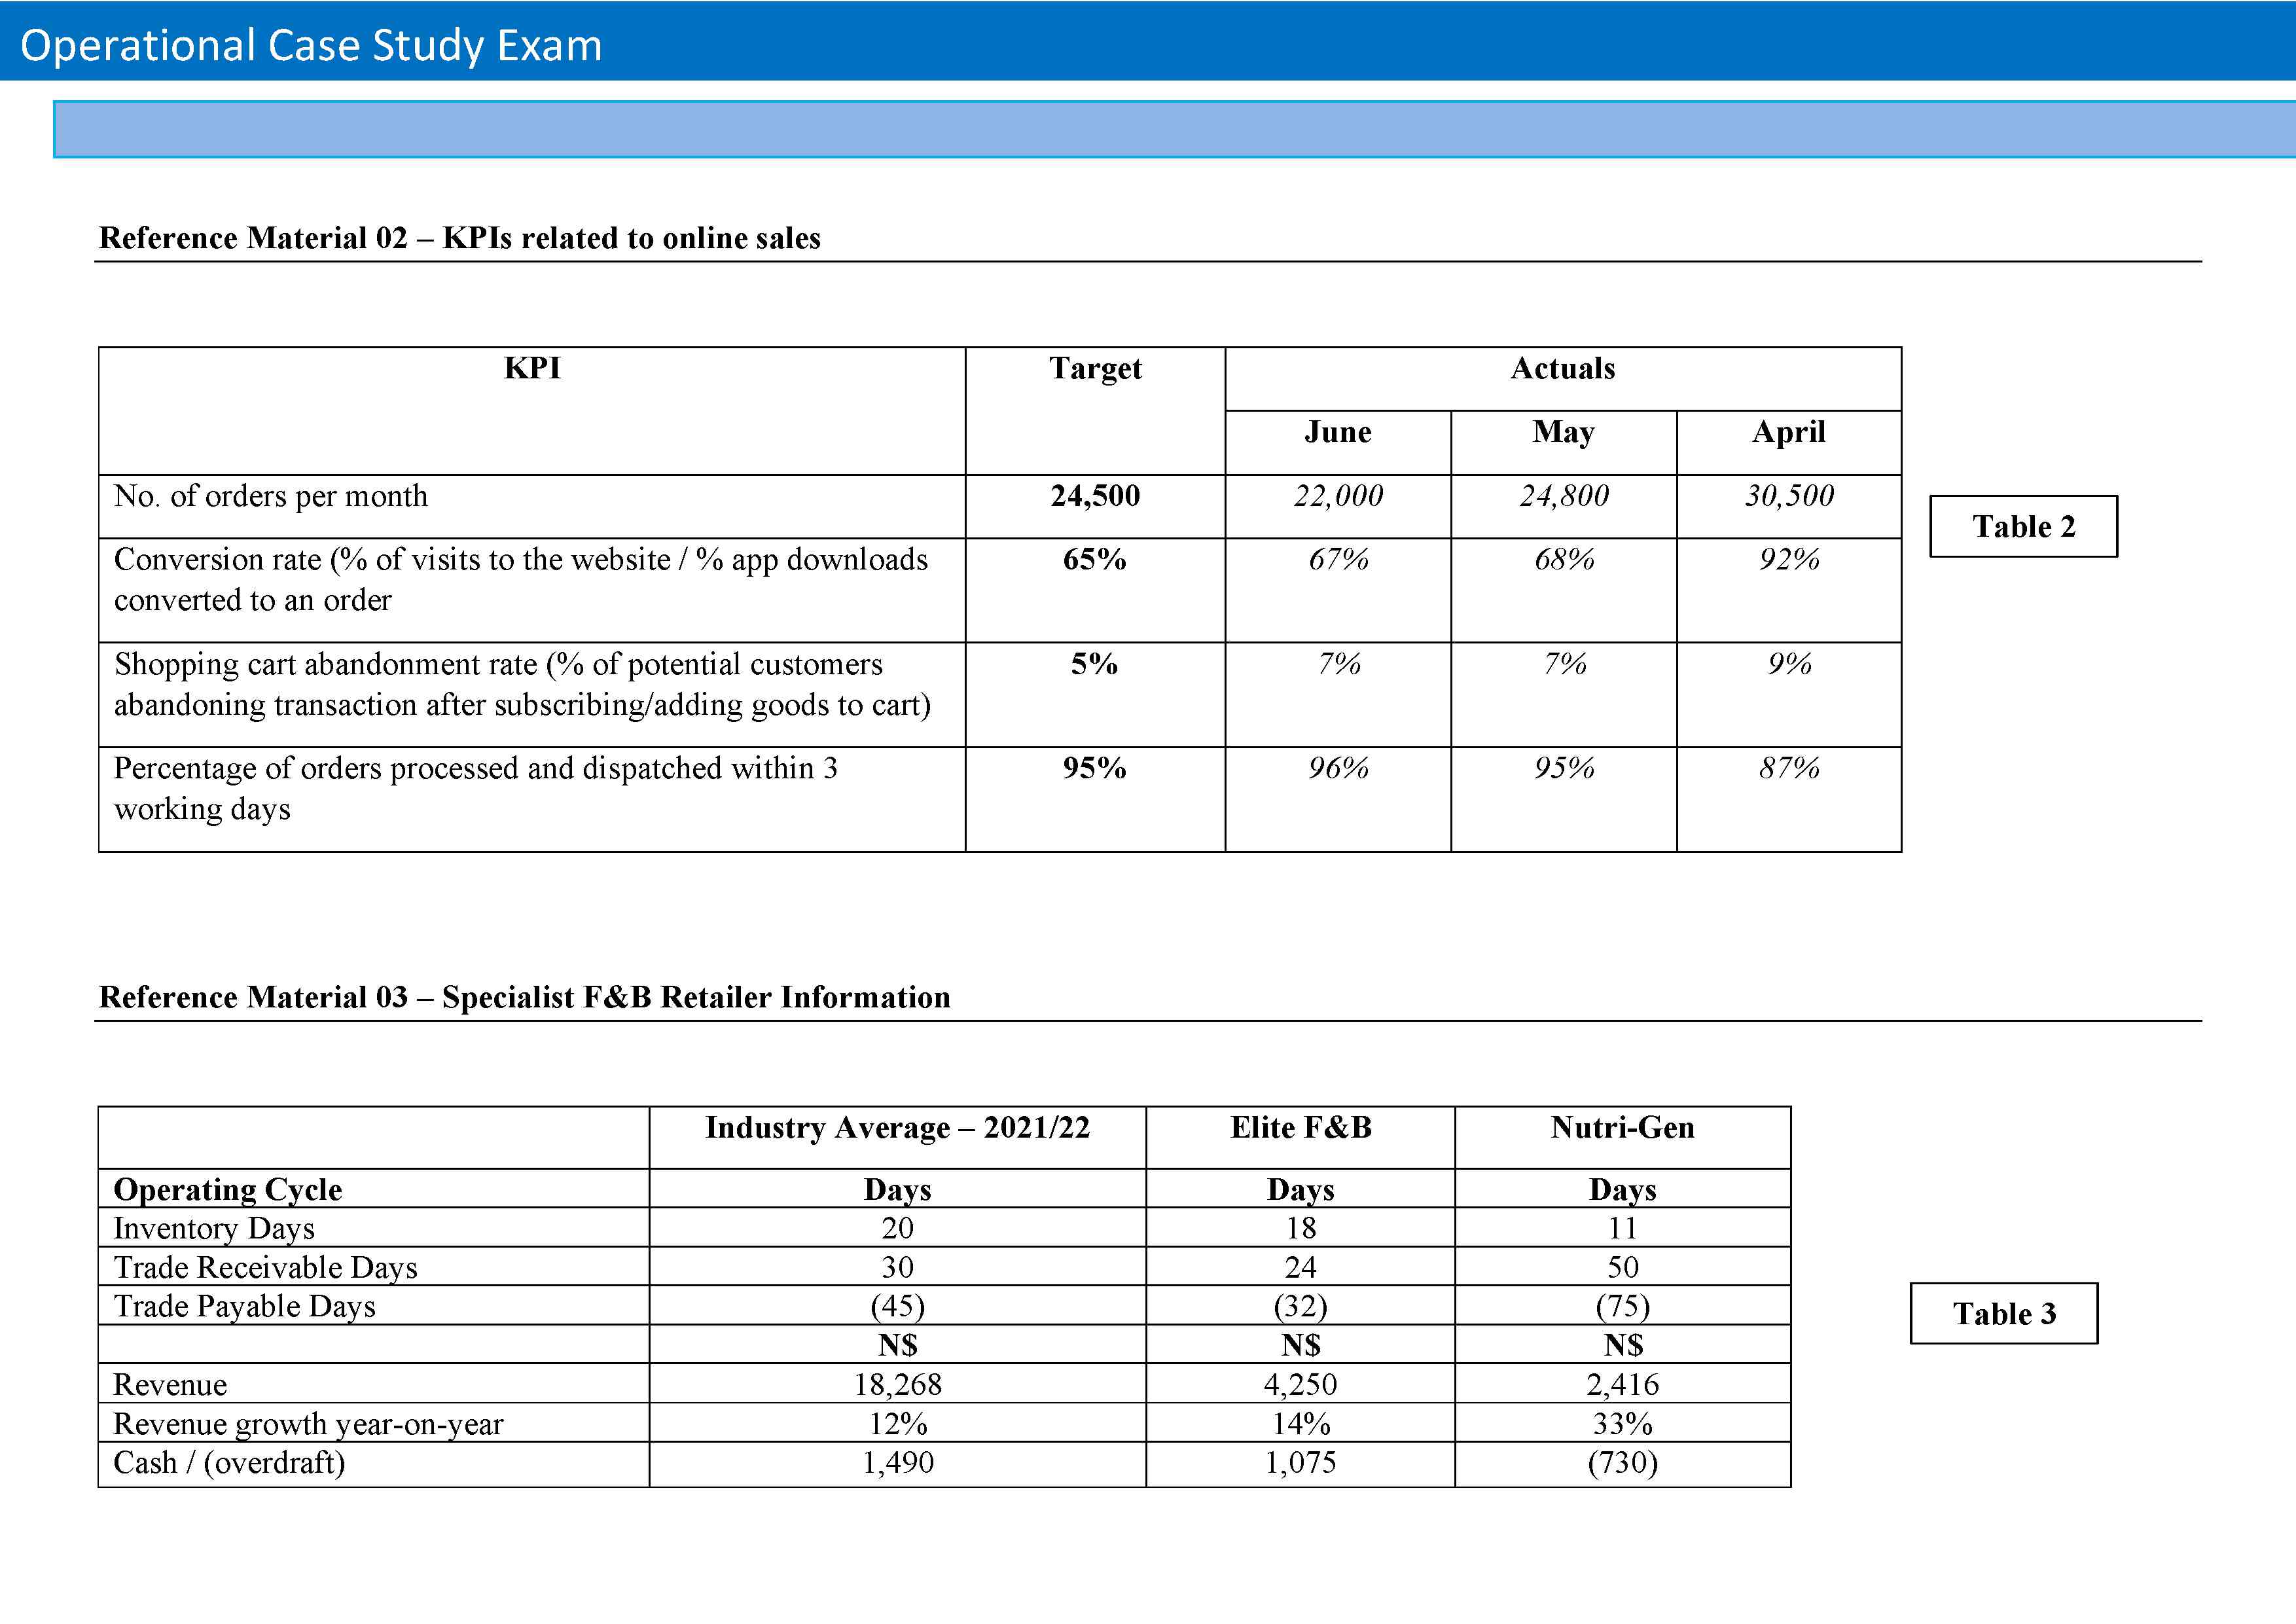 Operational Case Study Exam
Reference Material 02 – KPIs related to online sales
KPI Target Actuals
June May April
No. of orders per month 24,500 22,000 24,800 30,500
Conversion rate (% of visits to the website / % app downloads 65% 67% 68% 92%
converted to an order
Shopping cart abandonment rate (% of potential customers 5% 7% 7% 9%
abandoning transaction after subscribing/adding goods to cart)
Percentage of orders processed and dispatched within 3 95% 96% 95% 87%
working days
Table 2
Reference Material 03 – Specialist F&B Retailer Information
Industry Average – 2021/22 Elite F&B Nutri-Gen
Operating Cycle Days Days Days
Inventory Days 20 18 11
Trade Receivable Days 30 24 50
Trade Payable Days (45) (32) (75)
N$ N$ N$
Revenue 18,268 4,250 2,416
Revenue growth year-on-year 12% 14% 33%
Cash / (overdraft) 1,490 1,075 (730)
Table 3